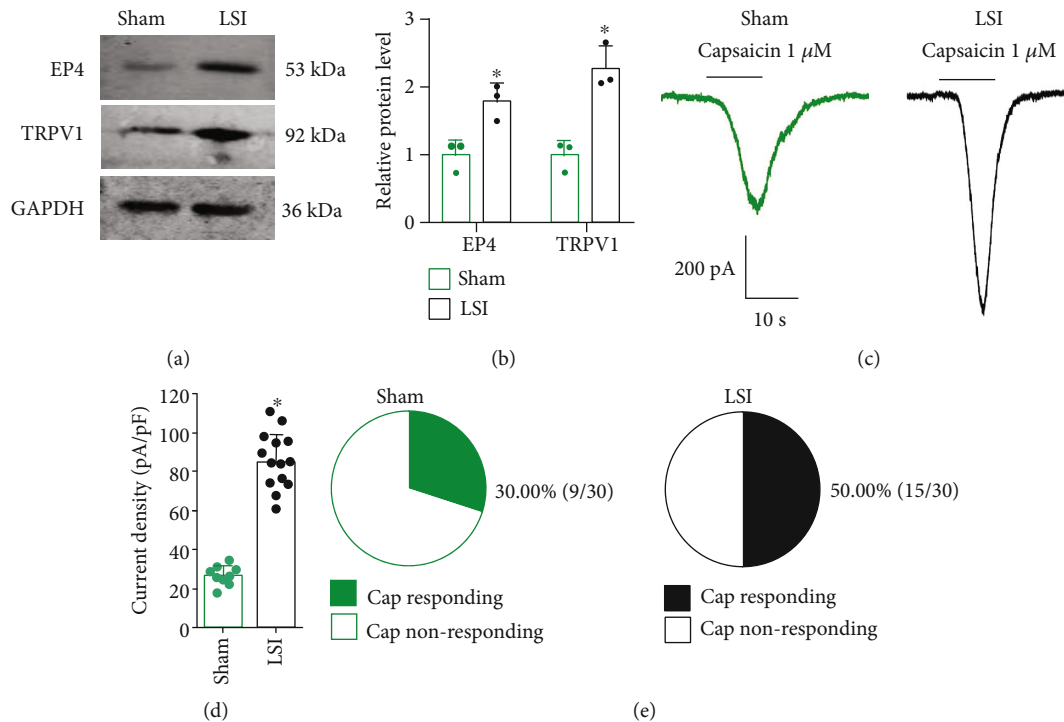 Sham LSI
EP4 53 kDa
TRPV1 92 kDa
GAPDH 36 kDa
(a)
Relative protein level
3
2
1
0
* *
EP4 TRPV1
Sham
LSI
(b)
Sham LSI
Capsaicin 1 μM Capsaicin 1 μM
200 pA
10 s
(c)
Current density (pA/pF)
120
100
80
60
40
20
0
*
Sham LSI
(d)
Sham
30.00% (9/30)
Cap responding
Cap non-responding
LSI
50.00% (15/30)
Cap responding
Cap non-responding
(e)